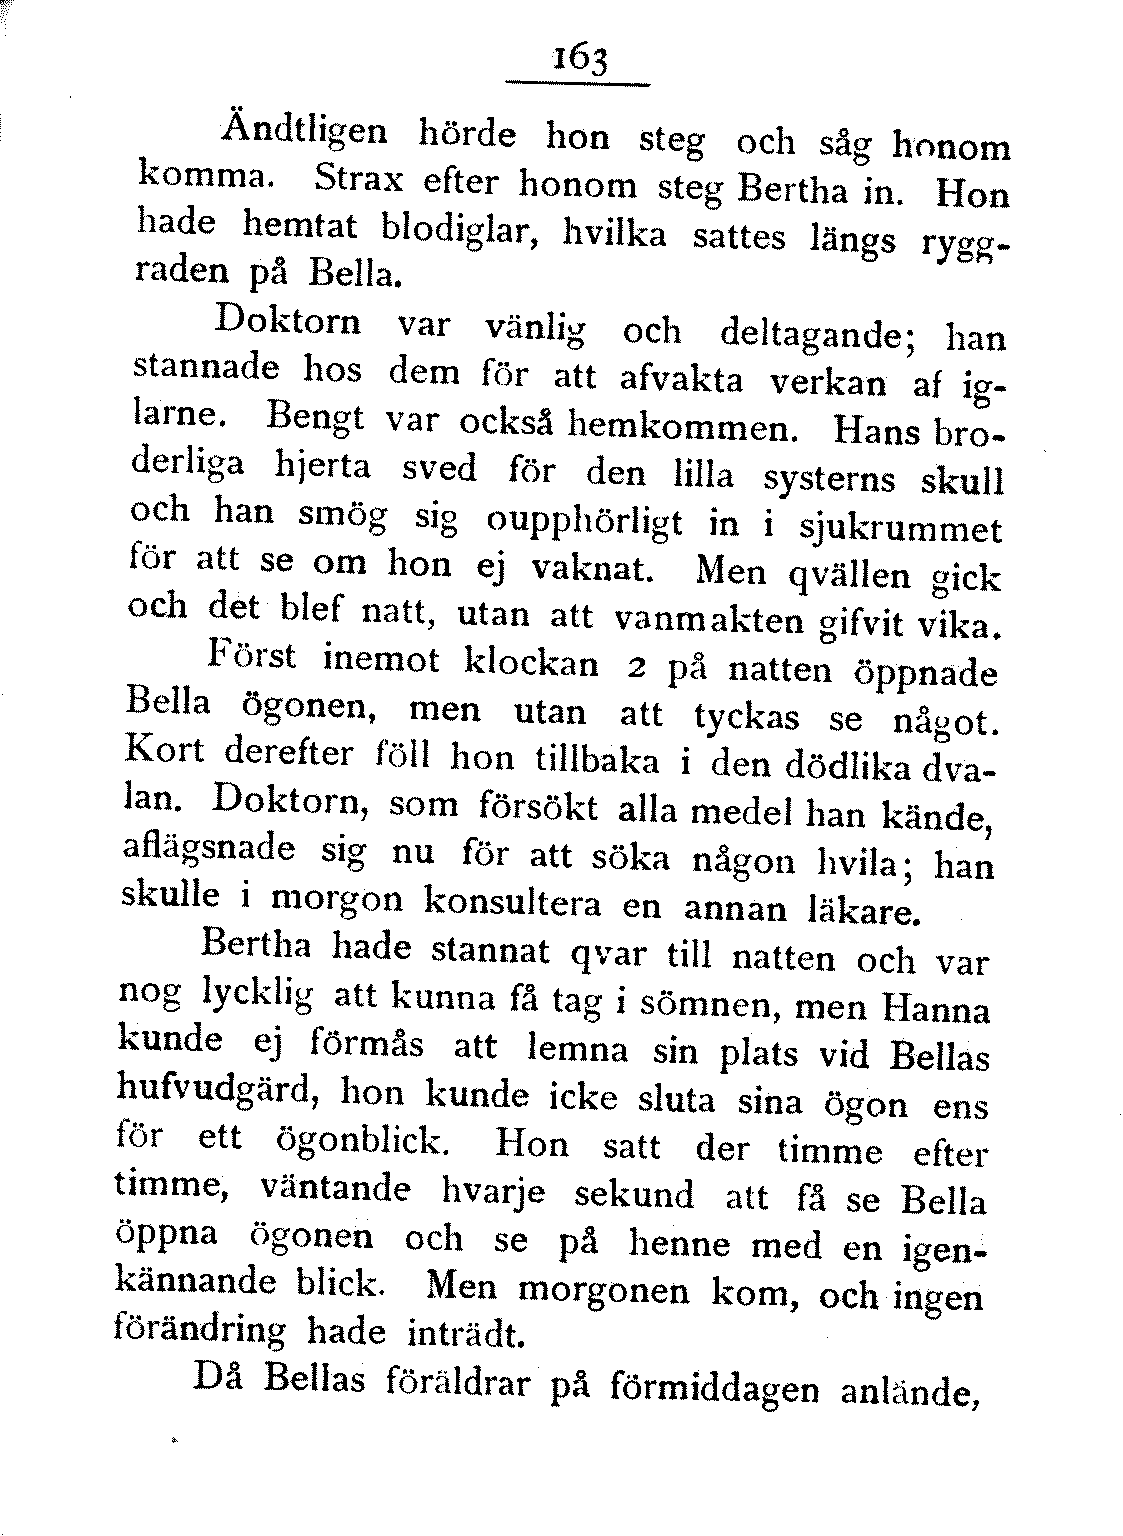 163
Ändtligen hörde hon steg och såg honom
komma. Strax efter honom steg Bertha in. Hon
hade hemtat blodiglar, hvilka sattes längs rygg-
raden på Bella.
Doktorn var vänlig och deltagande; han
stannade hos dem för att afvakta verkan af ig-
larne. Bengt var också hemkommen. Hans bro-
derliga hjerta sved för den lilla systerns skull
och han smög sig oupphörligt in i sjukrummet
för att se om hon ej vaknat. Men qvällen gick
och det blef natt, utan att vanmakten gifvit vika.
Först inemot klockan 2 på natten öppnade
Bella ögonen, men utan att tyckas se något.
Kort derefter föll hon tillbaka i den dödlika dva-
lan. Doktorn, som försökt alla medel han kände,
aflägsnade sig nu för att söka någon hvila; han
skulle i morgon konsultera en annan läkare.
Bertha hade stannat qvar till natten och var
nog lycklig att kunna få tag i sömnen, men Hanna
kunde ej förmås att lemna sin plats vid Bellas
hufvudgärd, hon kunde icke sluta sina ögon ens
för ett ögonblick. Hon satt der timme efter
timme, väntande hvarje sekund att få se Bella
öppna ögonen och se på henne med en igen-
kännande blick. Men morgonen kom, och ingen
förändring hade inträdt.
Då Bellas föräldrar på förmiddagen anlände,